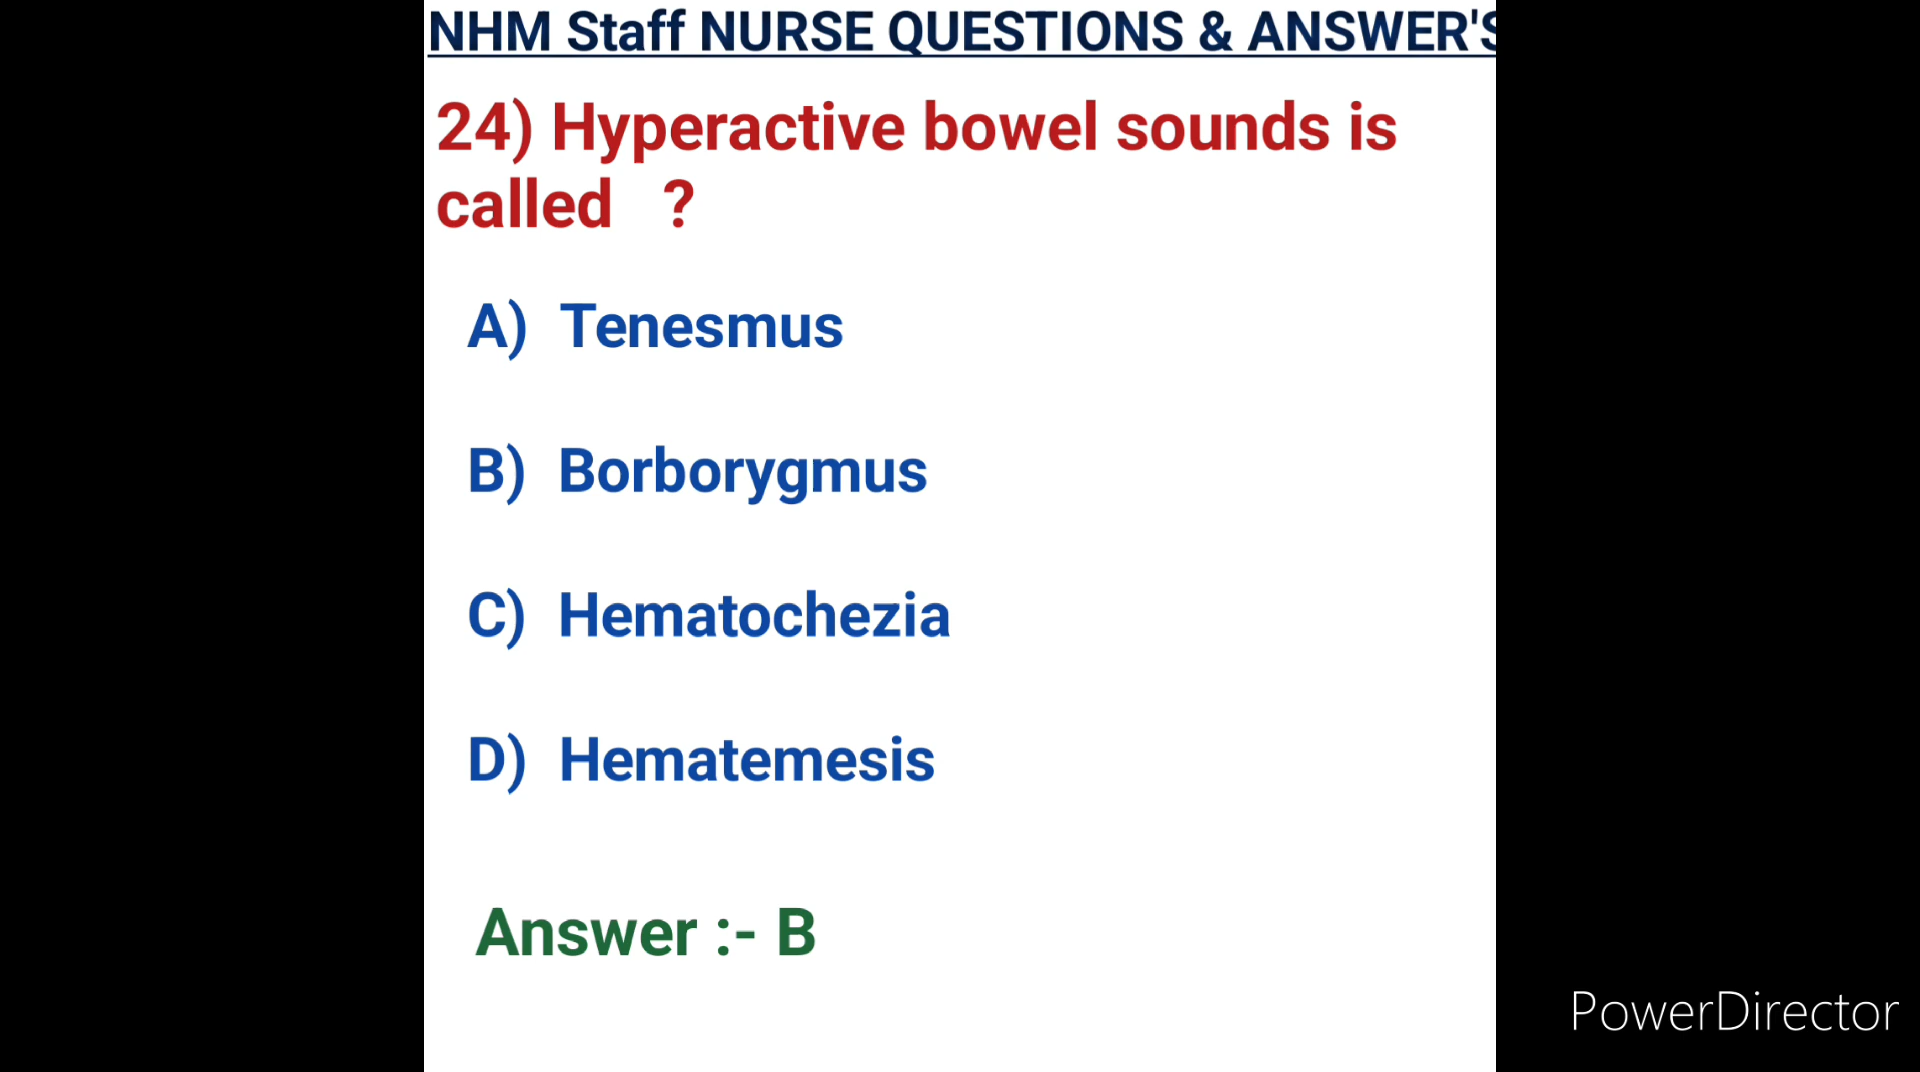 NHM Staff NURSE QUESTIONS & ANSWER'S
24) Hyperactive bowel sounds is
called ?
A) Tenesmus
B) Borborygmus
C) Hematochezia
D) Hematemesis
Answer :- B
PowerDirector